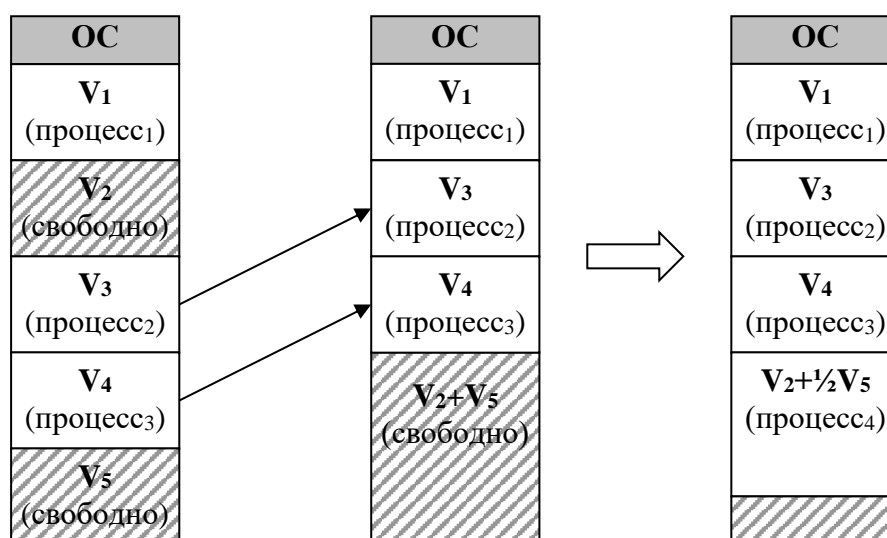 ОС
V₁
(процесс₁)
V₂
(свободно)
V₃
(процесс₂)
V₄
(процесс₃)
V₅
(свободно)
ОС
V₁
(процесс₁)
V₃
(процесс₂)
V₄
(процесс₃)
V₂+V₅
(свободно)
ОС
V₁
(процесс₁)
V₃
(процесс₂)
V₄
(процесс₃)
V₂+½V₅
(процесс₄)